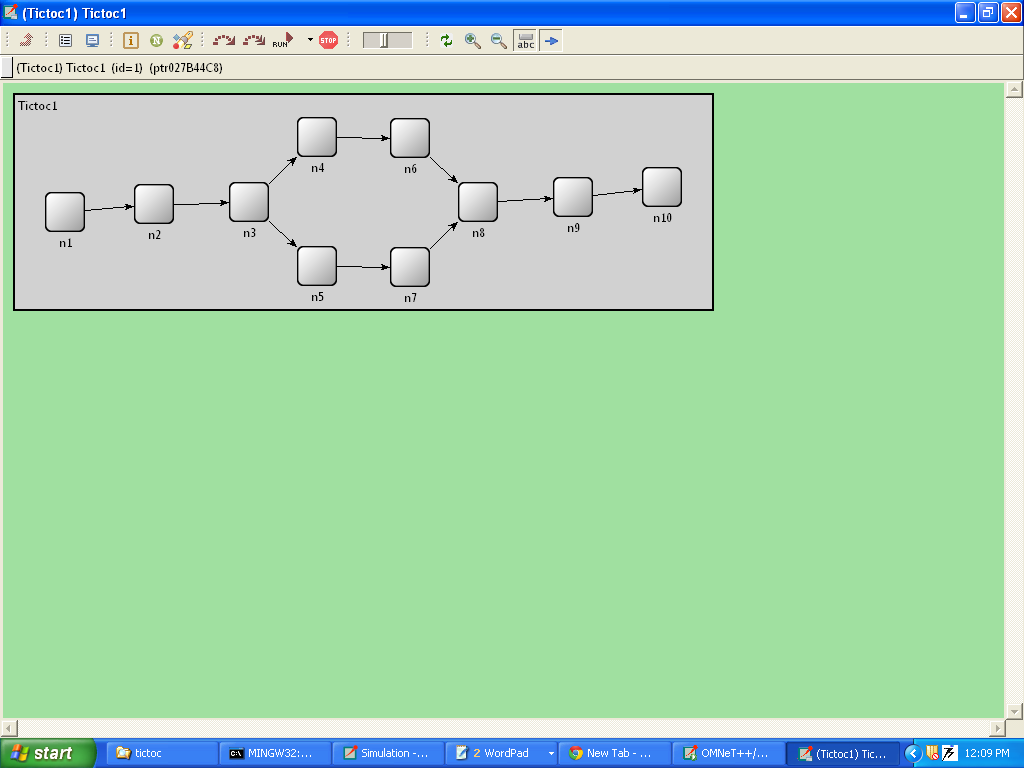 (Tictoc1) Tictoc1
RUN
STOP
abc
(Tictoc1) Tictoc1 (id=1) (ptr027B44C8)
Tictoc1
n4
n6
n1
n2
n3
n8
n9
n10
n5
n7
start
tictoc
MINGW32:...
Simulation -...
2 WordPad
New Tab - ...
OMNeT++/...
(Tictoc1) Tic...
12:09 PM